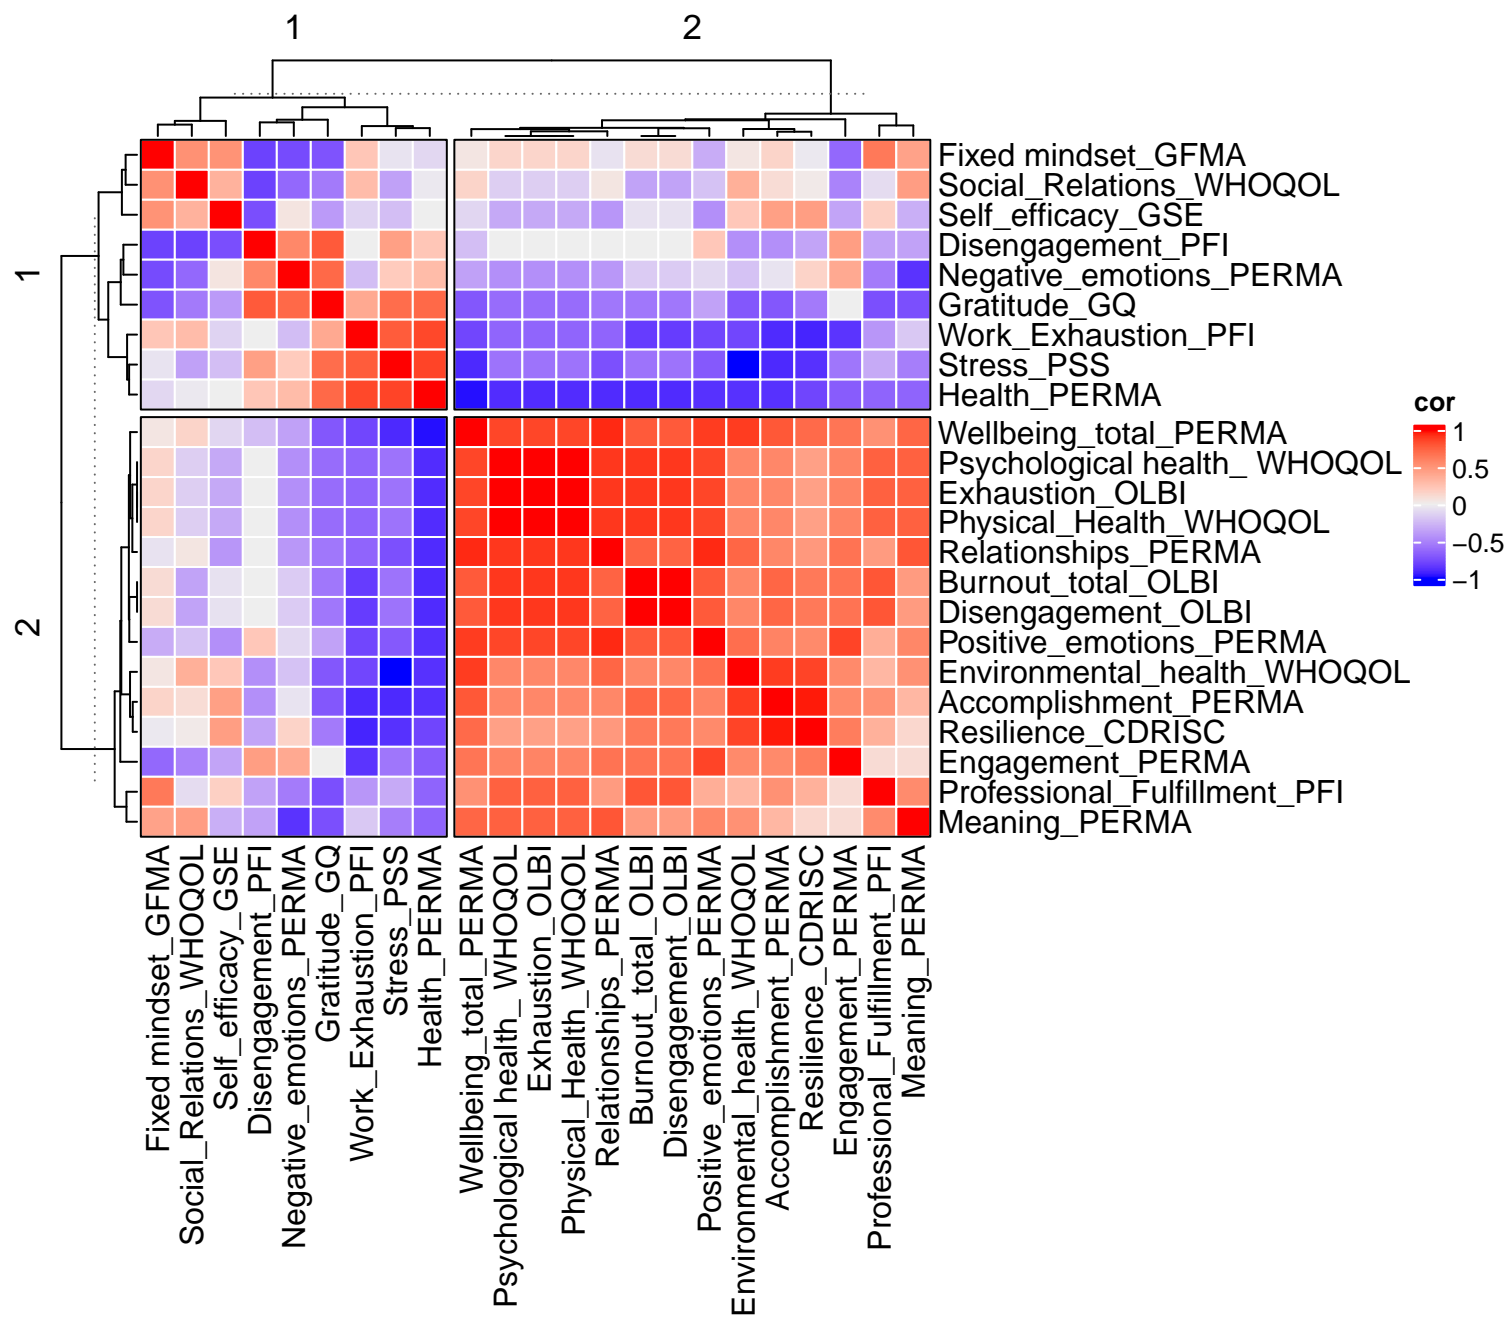 1
2
1
2
Fixed mindset_GFMA
Social_Relations_WHOQOL
Self_efficacy_GSE
Disengagement_PFI
Negative_emotions_PERMA
Gratitude_GQ
Work_Exhaustion_PFI
Stress_PSS
Health_PERMA
Wellbeing_total_PERMA
Psychological health_ WHOQOL
Exhaustion_OLBI
Physical_Health_WHOQOL
Relationships_PERMA
Burnout_total_OLBI
Disengagement_OLBI
Positive_emotions_PERMA
Environmental_health_WHOQOL
Accomplishment_PERMA
Resilience_CDRISC
Engagement_PERMA
Professional_Fulfillment_PFI
Meaning_PERMA
cor
1
0.5
0
−0.5
−1
Fixed mindset_GFMA
Social_Relations_WHOQOL
Self_efficacy_GSE
Disengagement_PFI
Negative_emotions_PERMA
Gratitude_GQ
Work_Exhaustion_PFI
Stress_PSS
Health_PERMA
Wellbeing_total_PERMA
Psychological health_ WHOQOL
Exhaustion_OLBI
Physical_Health_WHOQOL
Relationships_PERMA
Burnout_total_OLBI
Disengagement_OLBI
Positive_emotions_PERMA
Environmental_health_WHOQOL
Accomplishment_PERMA
Resilience_CDRISC
Engagement_PERMA
Professional_Fulfillment_PFI
Meaning_PERMA